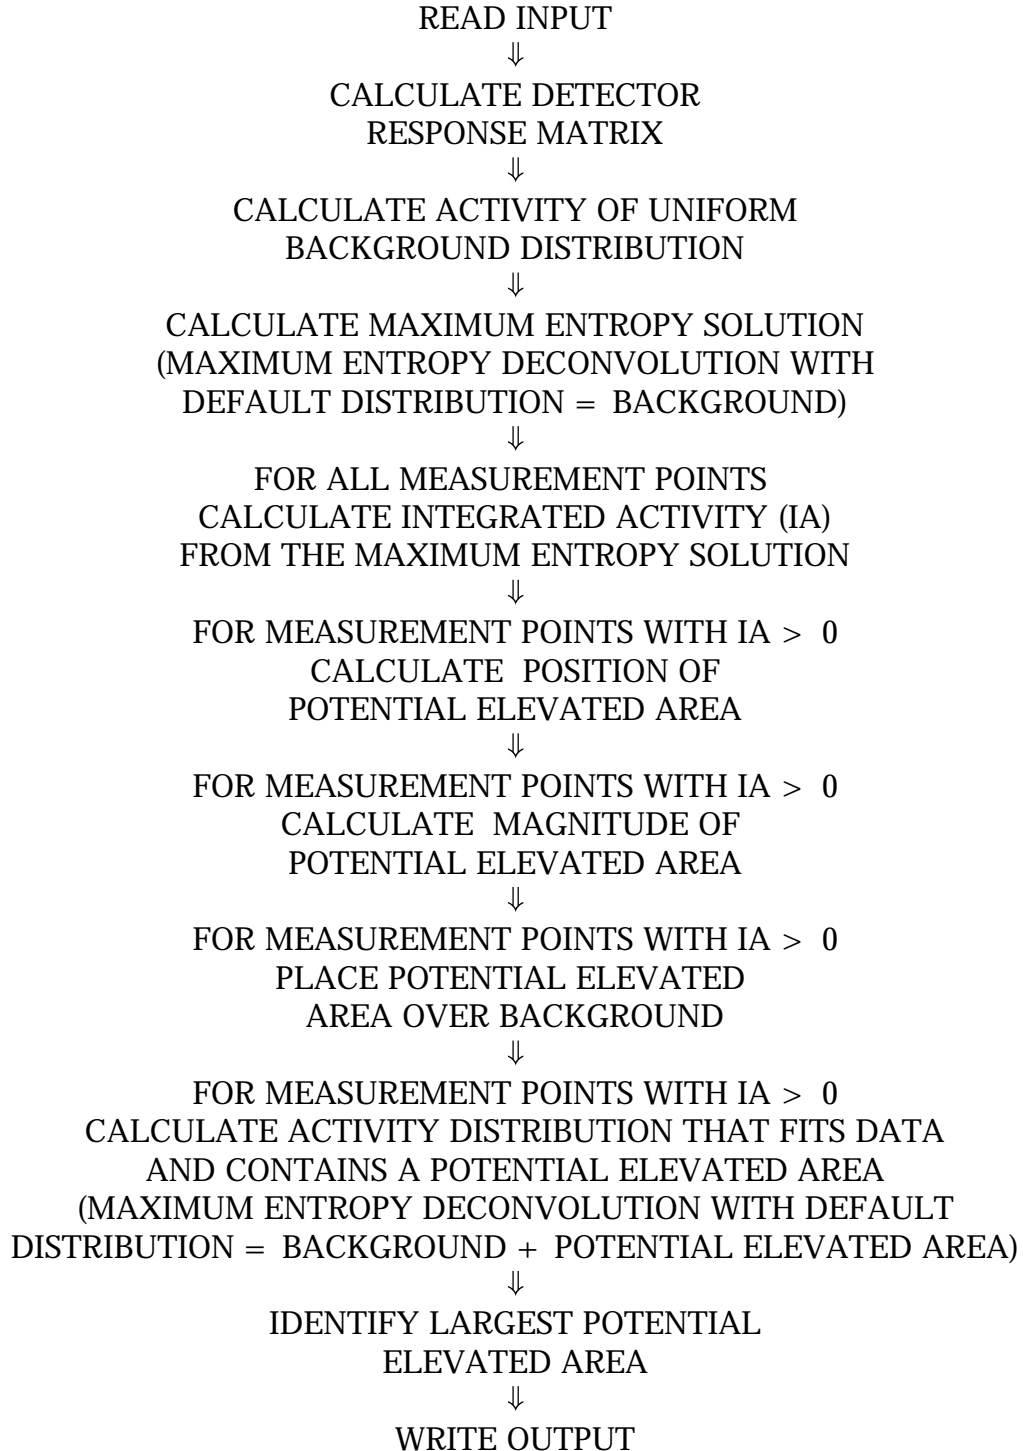 READ INPUT
⇓
CALCULATE DETECTOR
RESPONSE MATRIX
⇓
CALCULATE ACTIVITY OF UNIFORM
BACKGROUND DISTRIBUTION
⇓
CALCULATE MAXIMUM ENTROPY SOLUTION
(MAXIMUM ENTROPY DECONVOLUTION WITH
DEFAULT DISTRIBUTION = BACKGROUND)
⇓
FOR ALL MEASUREMENT POINTS
CALCULATE INTEGRATED ACTIVITY (IA)
FROM THE MAXIMUM ENTROPY SOLUTION
⇓
FOR MEASUREMENT POINTS WITH IA > 0
CALCULATE POSITION OF
POTENTIAL ELEVATED AREA
⇓
FOR MEASUREMENT POINTS WITH IA > 0
CALCULATE MAGNITUDE OF
POTENTIAL ELEVATED AREA
⇓
FOR MEASUREMENT POINTS WITH IA > 0
PLACE POTENTIAL ELEVATED
AREA OVER BACKGROUND
⇓
FOR MEASUREMENT POINTS WITH IA > 0
CALCULATE ACTIVITY DISTRIBUTION THAT FITS DATA
AND CONTAINS A POTENTIAL ELEVATED AREA
(MAXIMUM ENTROPY DECONVOLUTION WITH DEFAULT
DISTRIBUTION = BACKGROUND + POTENTIAL ELEVATED AREA)
⇓
IDENTIFY LARGEST POTENTIAL
ELEVATED AREA
⇓
WRITE OUTPUT